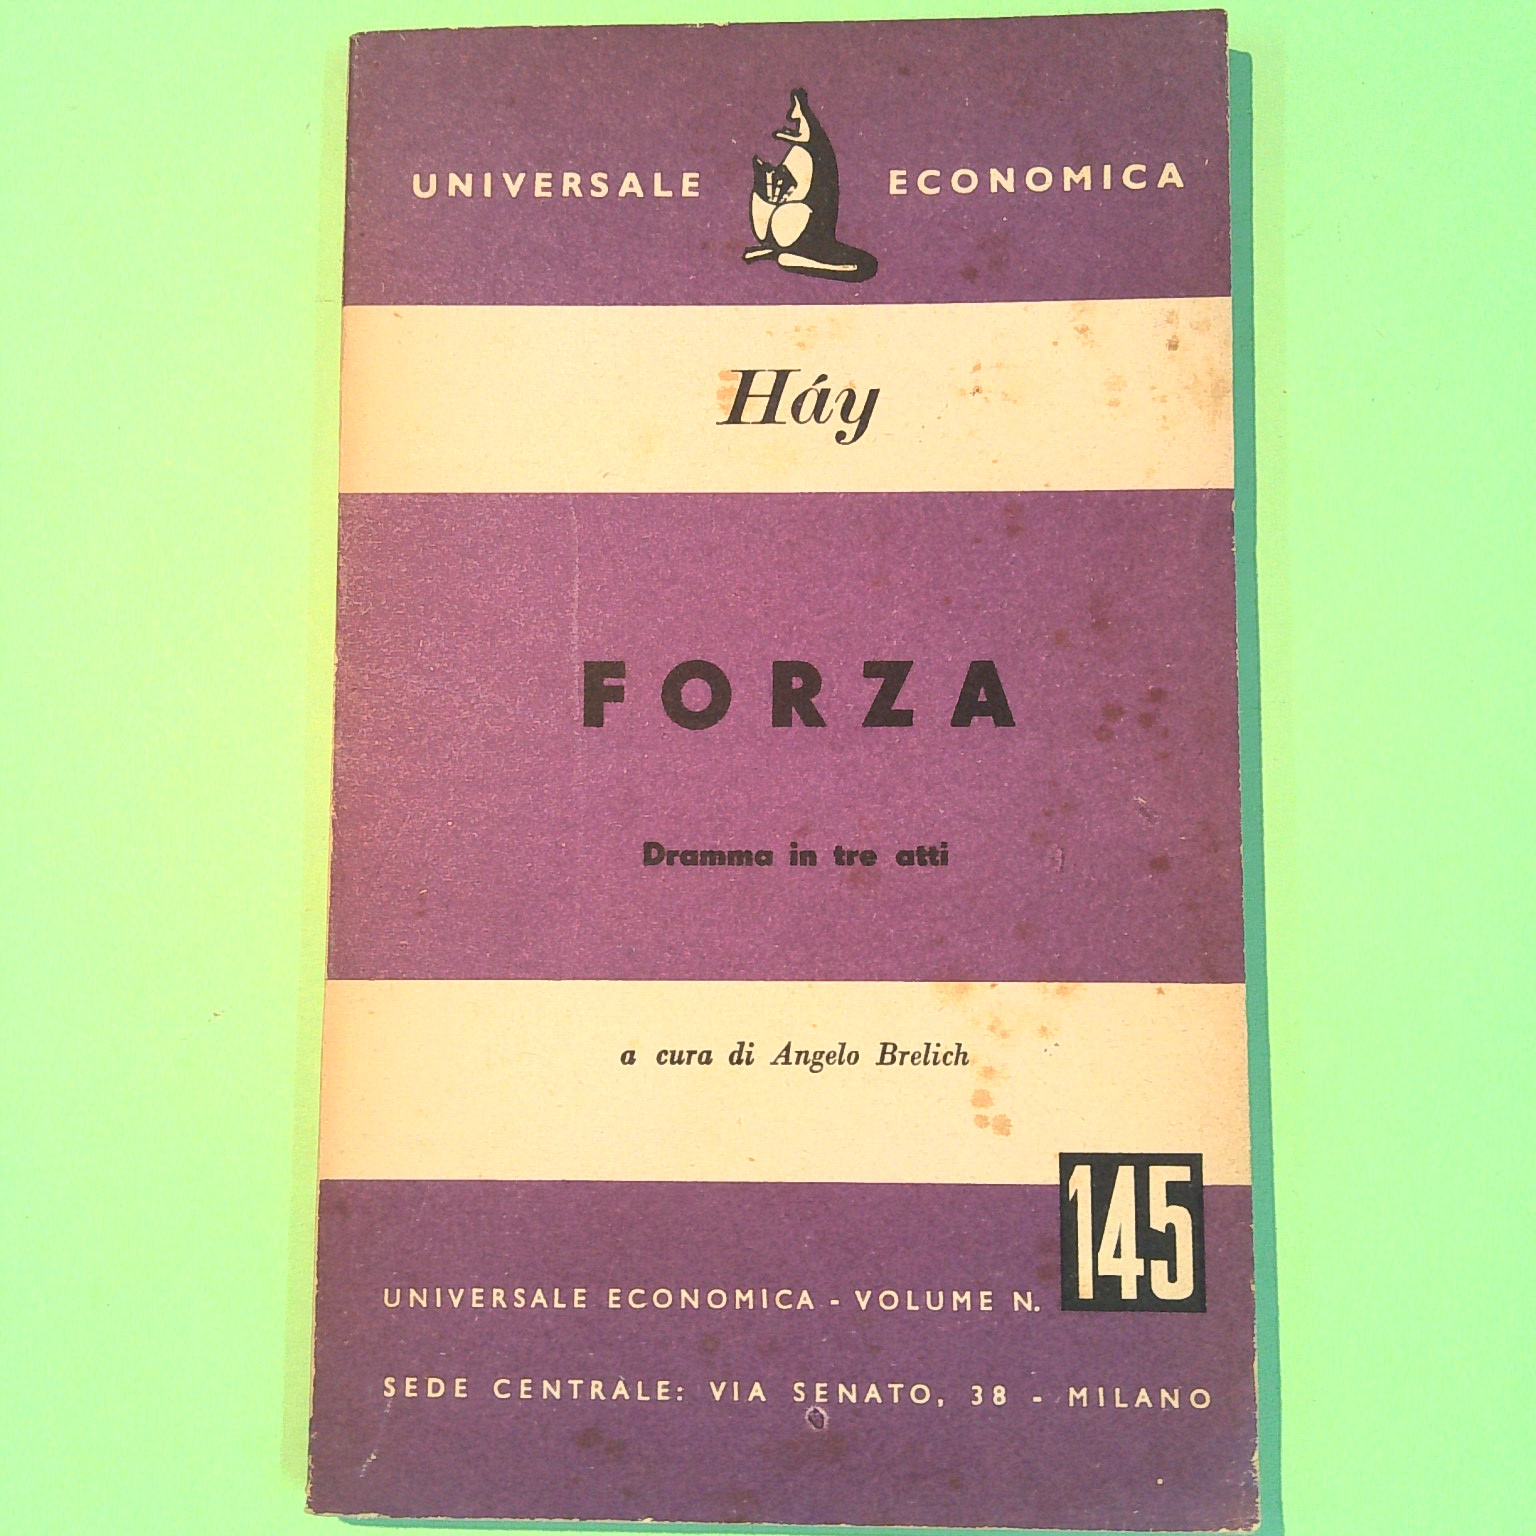 UNIVERSALE ECONOMICA
Háy
FORZA
Dramma in tre atti
a cura di Angelo Brelich
UNIVERSALE ECONOMICA - VOLUME N. 145
SEDE CENTRALE: VIA SENATO, 38 - MILANO